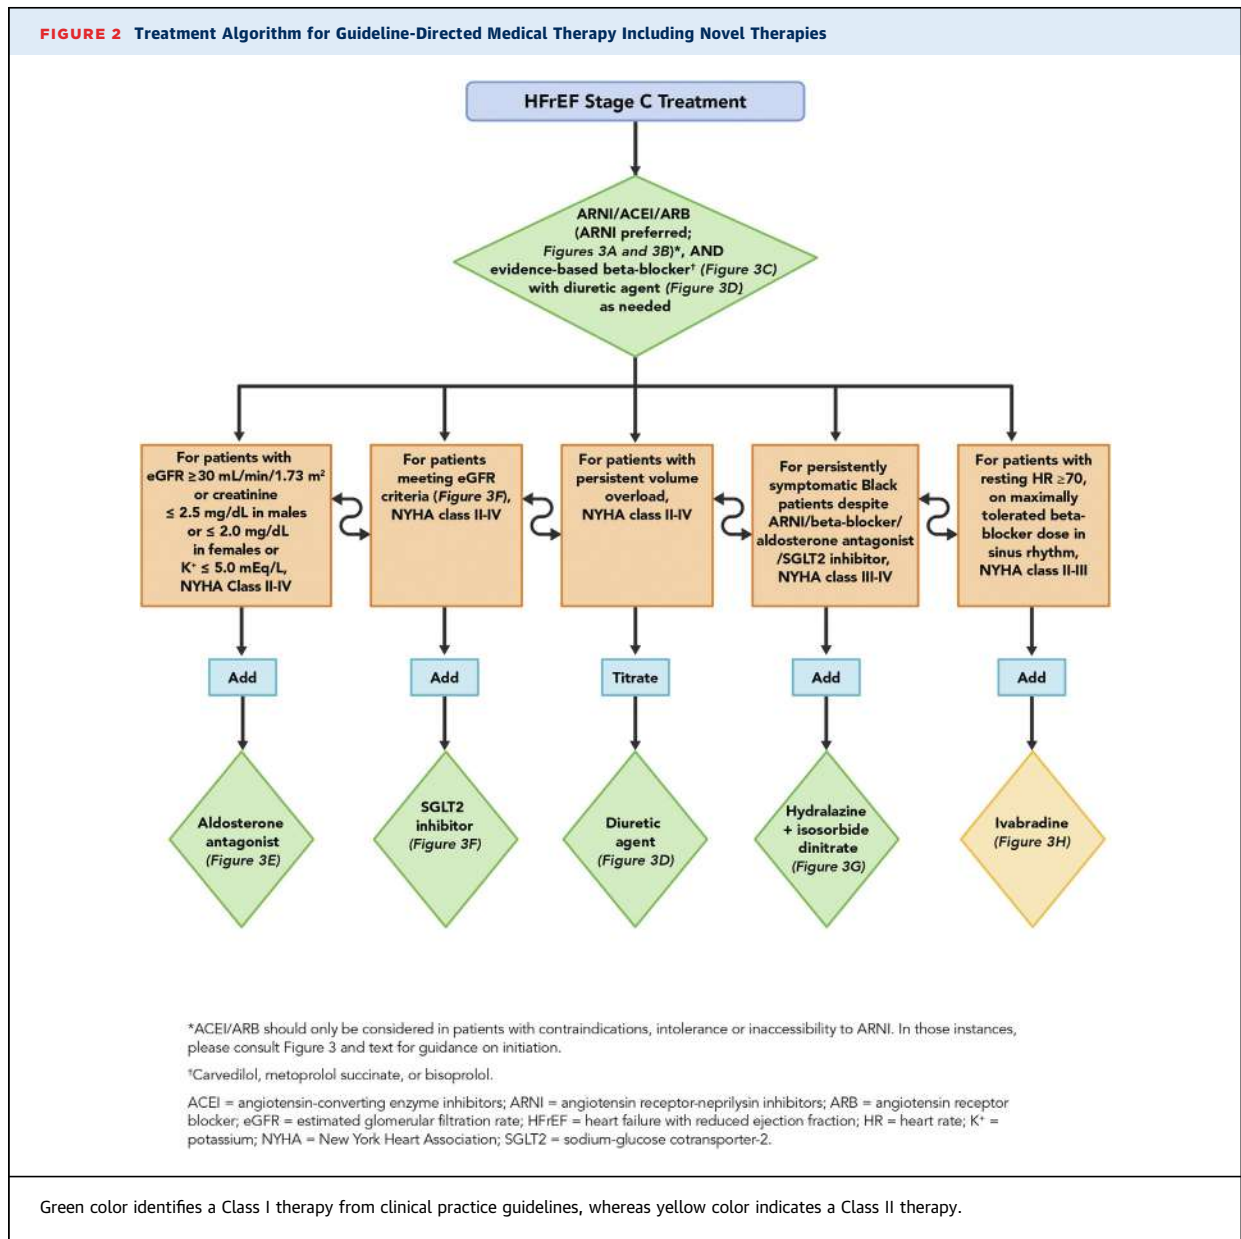 FIGURE 2 Treatment Algorithm for Guideline-Directed Medical Therapy Including Novel Therapies
HFrEF Stage C Treatment
ARNI/ACEI/ARB
(ARNI preferred;
Figures 3A and 3B)*, AND
evidence-based beta-blocker† (Figure 3C)
with diuretic agent (Figure 3D)
as needed
For patients with
eGFR ≥30 mL/min/1.73 m²
or creatinine
≤ 2.5 mg/dL in males
or ≤ 2.0 mg/dL
in females or
K⁺ ≤ 5.0 mEq/L,
NYHA Class II-IV
For patients
meeting eGFR
criteria (Figure 3F),
NYHA class II-IV
For patients with
persistent volume
overload,
NYHA class II-IV
For persistently
symptomatic Black
patients despite
ARNI/beta-blocker/
aldosterone antagonist
/SGLT2 inhibitor,
NYHA class III-IV
For patients with
resting HR ≥70,
on maximally
tolerated beta-
blocker dose in
sinus rhythm,
NYHA class II-III
Add
Add
Titrate
Add
Add
Aldosterone
antagonist
(Figure 3E)
SGLT2
inhibitor
(Figure 3F)
Diuretic
agent
(Figure 3D)
Hydralazine
+ isosorbide
dinitrate
(Figure 3G)
Ivabradine
(Figure 3H)
*ACEI/ARB should only be considered in patients with contraindications, intolerance or inaccessibility to ARNI. In those instances,
please consult Figure 3 and text for guidance on initiation.
†Carvedilol, metoprolol succinate, or bisoprolol.
ACEI = angiotensin-converting enzyme inhibitors; ARNI = angiotensin receptor-neprilysin inhibitors; ARB = angiotensin receptor
blocker; eGFR = estimated glomerular filtration rate; HFrEF = heart failure with reduced ejection fraction; HR = heart rate; K⁺ =
potassium; NYHA = New York Heart Association; SGLT2 = sodium-glucose cotransporter-2.
Green color identifies a Class I therapy from clinical practice guidelines, whereas yellow color indicates a Class II therapy.